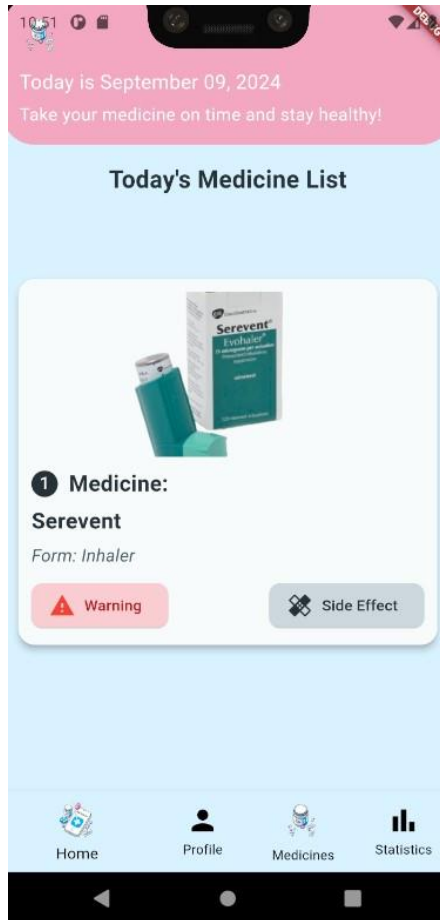 10:51
DEBUG
Today is September 09, 2024
Take your medicine on time and stay healthy!
Today's Medicine List
Serevent
Evohaler
1 Medicine:
Serevent
Form: Inhaler
Warning
Side Effect
Home
Profile
Medicines
Statistics